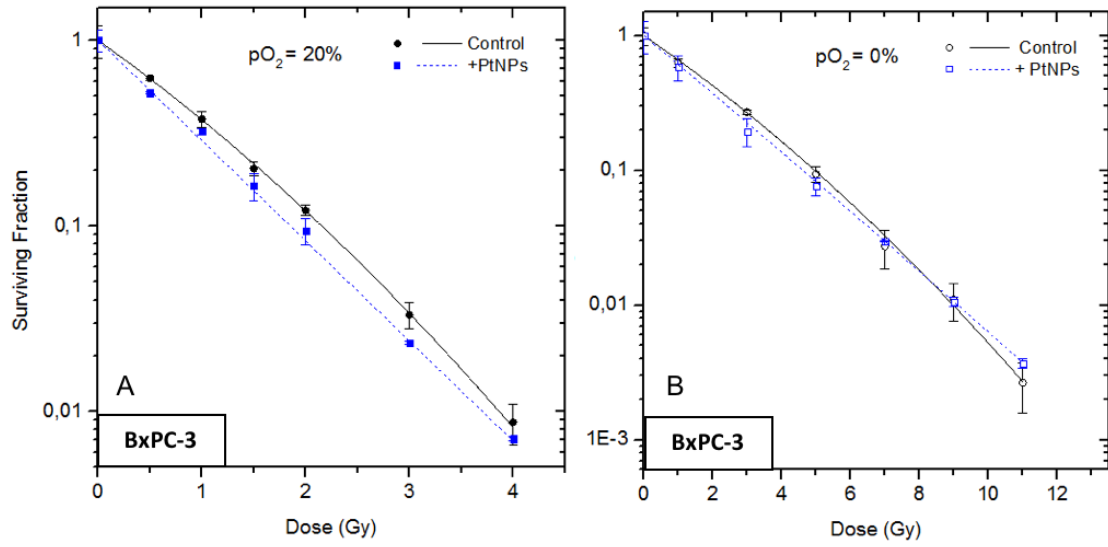 Surviving Fraction
1
0,1
0,01
pO2 = 20%
Control
+PtNPs
A
BxPC-3
0 1 2 3 4
Dose (Gy)
1
0,1
0,01
1E-3
pO2 = 0%
Control
+ PtNPs
B
BxPC-3
0 2 4 6 8 10 12
Dose (Gy)